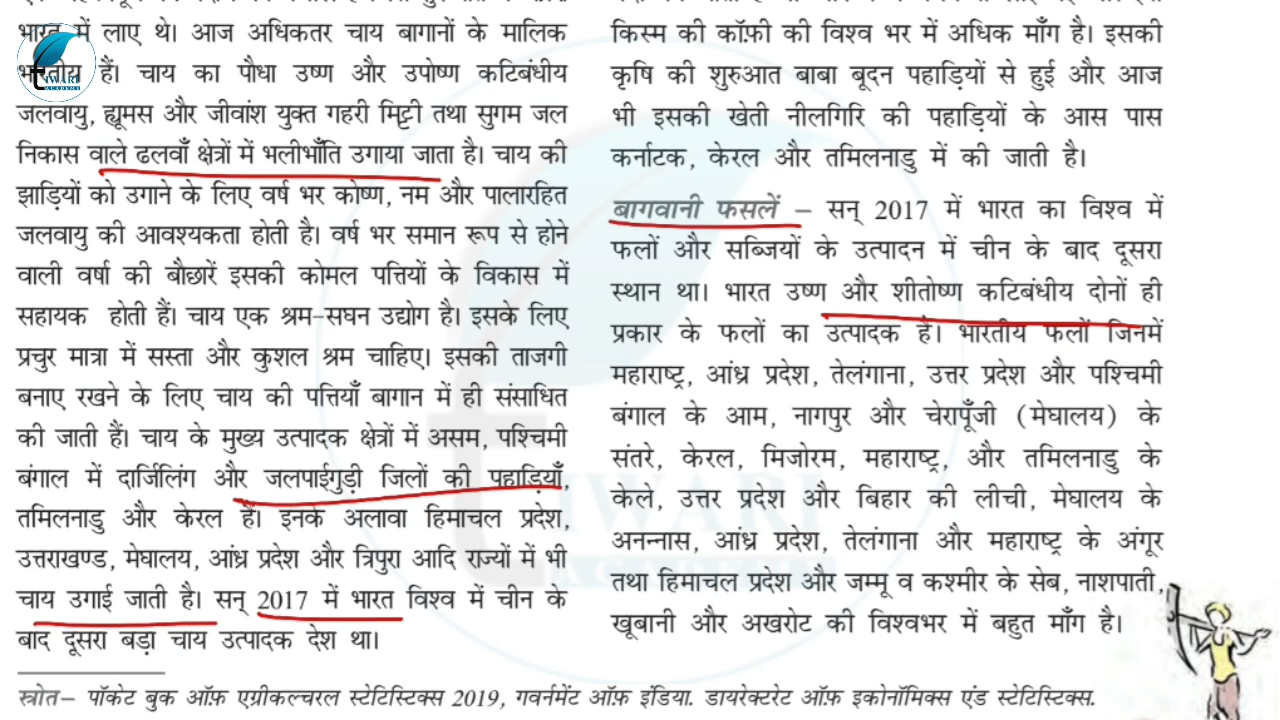 भारत में लाए थे। आज अधिकतर चाय बागानों के मालिक
भारतीय हैं। चाय का पौधा उष्ण और उपोष्ण कटिबंधीय
जलवायु, ह्यूमस और जीवांश युक्त गहरी मिट्टी तथा सुगम जल
निकास वाले ढलवाँ क्षेत्रों में भलीभाँति उगाया जाता है। चाय की
झाड़ियों को उगाने के लिए वर्ष भर कोष्ण, नम और पालारहित
जलवायु की आवश्यकता होती है। वर्ष भर समान रूप से होने
वाली वर्षा की बौछारें इसकी कोमल पत्तियों के विकास में
सहायक होती हैं। चाय एक श्रम-सघन उद्योग है। इसके लिए
प्रचुर मात्रा में सस्ता और कुशल श्रम चाहिए। इसकी ताजगी
बनाए रखने के लिए चाय की पत्तियाँ बागान में ही संसाधित
की जाती हैं। चाय के मुख्य उत्पादक क्षेत्रों में असम, पश्चिमी
बंगाल में दार्जिलिंग और जलपाईगुड़ी जिलों की पहाड़ियाँ,
तमिलनाडु और केरल हैं। इनके अलावा हिमाचल प्रदेश,
उत्तराखण्ड, मेघालय, आंध्र प्रदेश और त्रिपुरा आदि राज्यों में भी
चाय उगाई जाती है। सन् 2017 में भारत विश्व में चीन के
बाद दूसरा बड़ा चाय उत्पादक देश था।
किस्म की कॉफ़ी की विश्व भर में अधिक माँग है। इसकी
कृषि की शुरुआत बाबा बूदन पहाड़ियों से हुई और आज
भी इसकी खेती नीलगिरि की पहाड़ियों के आस पास
कर्नाटक, केरल और तमिलनाडु में की जाती है।
बागवानी फसलें – सन् 2017 में भारत का विश्व में
फलों और सब्जियों के उत्पादन में चीन के बाद दूसरा
स्थान था। भारत उष्ण और शीतोष्ण कटिबंधीय दोनों ही
प्रकार के फलों का उत्पादक है। भारतीय फलों जिनमें
महाराष्ट्र, आंध्र प्रदेश, तेलंगाना, उत्तर प्रदेश और पश्चिमी
बंगाल के आम, नागपुर और चेरापूँजी (मेघालय) के
संतरे, केरल, मिजोरम, महाराष्ट्र, और तमिलनाडु के
केले, उत्तर प्रदेश और बिहार की लीची, मेघालय के
अनन्नास, आंध्र प्रदेश, तेलंगाना और महाराष्ट्र के अंगूर
तथा हिमाचल प्रदेश और जम्मू व कश्मीर के सेब, नाशपाती,
खूबानी और अखरोट की विश्वभर में बहुत माँग है।
स्त्रोत– पॉकेट बुक ऑफ़ एग्रीकल्चरल स्टेटिस्टिक्स 2019, गवर्नमेंट ऑफ़ इंडिया. डायरेक्टरेट ऑफ़ इकोनॉमिक्स एंड स्टेटिस्टिक्स.
TIWARI
ACADEMY